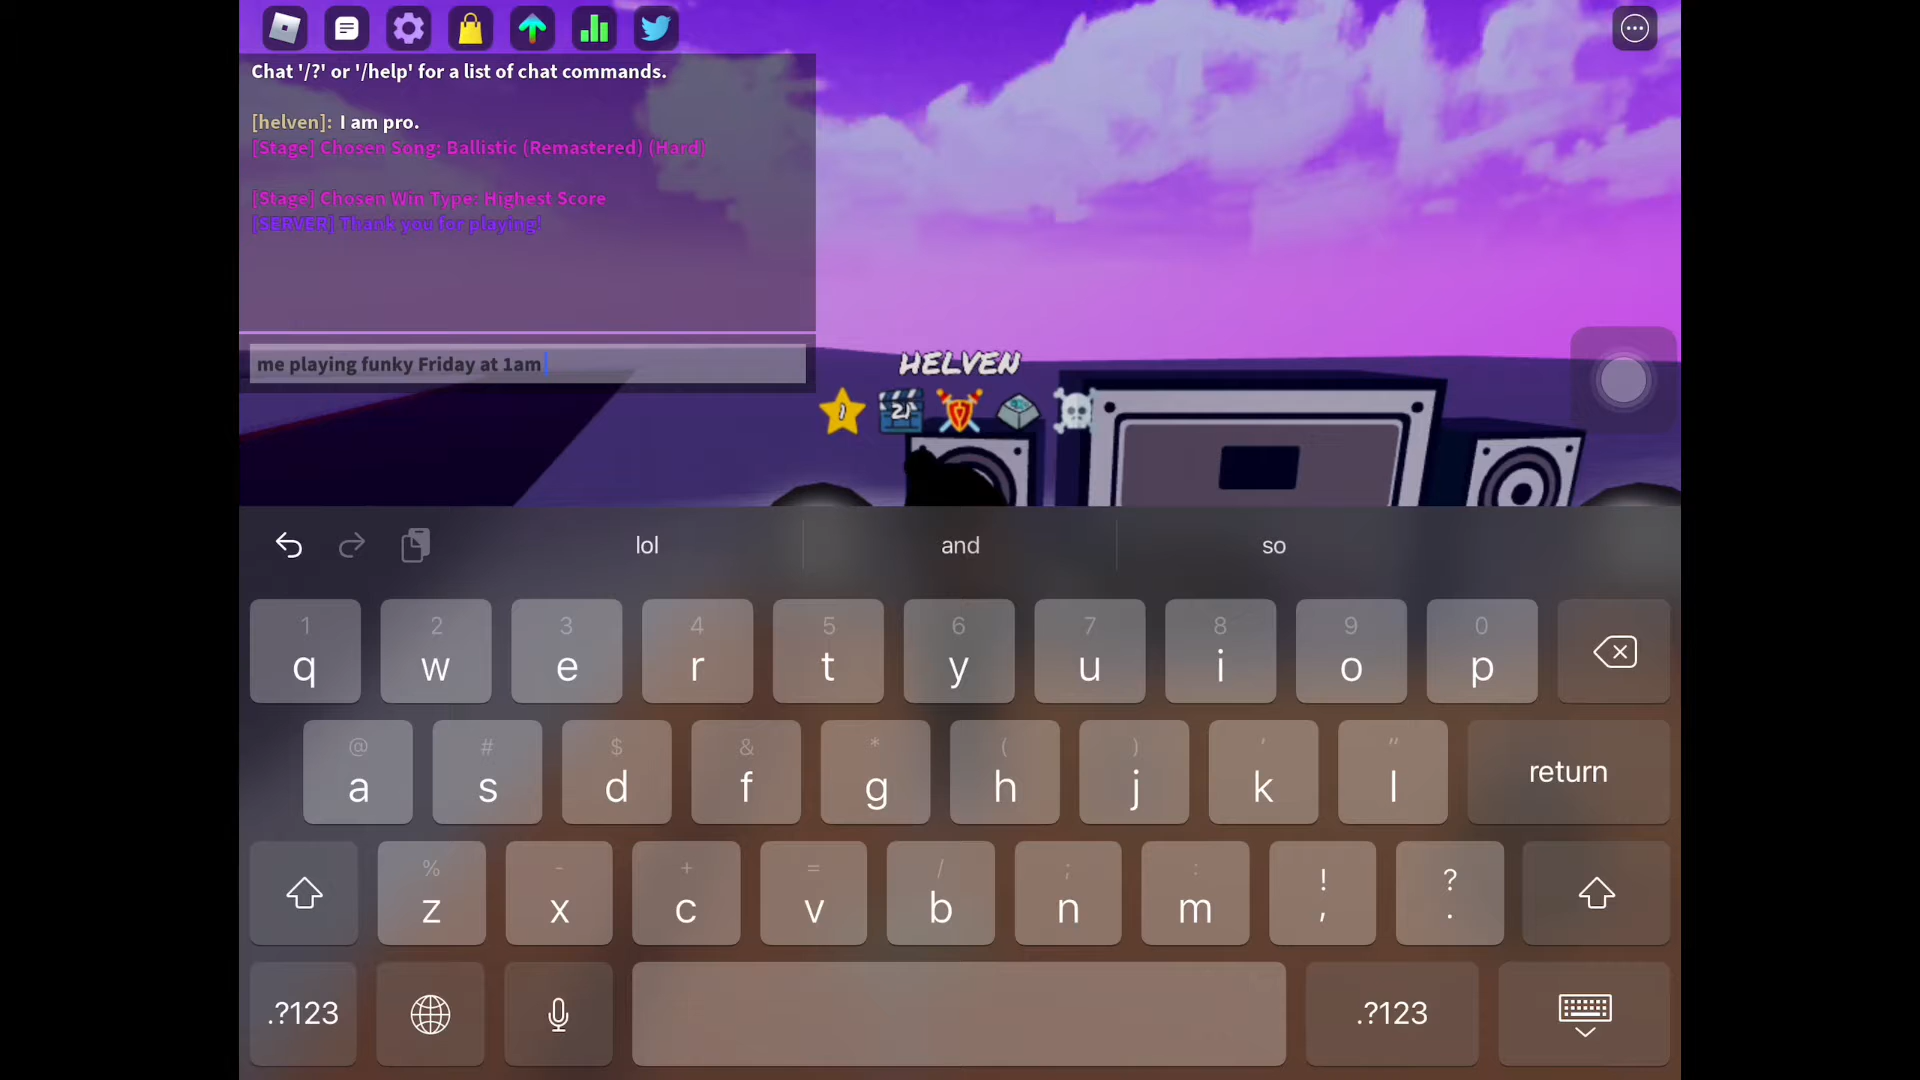 Chat '/?' or '/help' for a list of chat commands.
[helven]: I am pro.
[Stage] Chosen Song: Ballistic (Remastered) (Hard)
[Stage] Chosen Win Type: Highest Score
[SERVER] Thank you for playing!
me playing funky Friday at 1am
HELVEN
lol and so
1 2 3 4 5 6 7 8 9 0
q w e r t y u i o p
@ # $ & * ( ) ' "
a s d f g h j k l return
% - + = / ; : ! ?
z x c v b n m , .
.?123 .?123